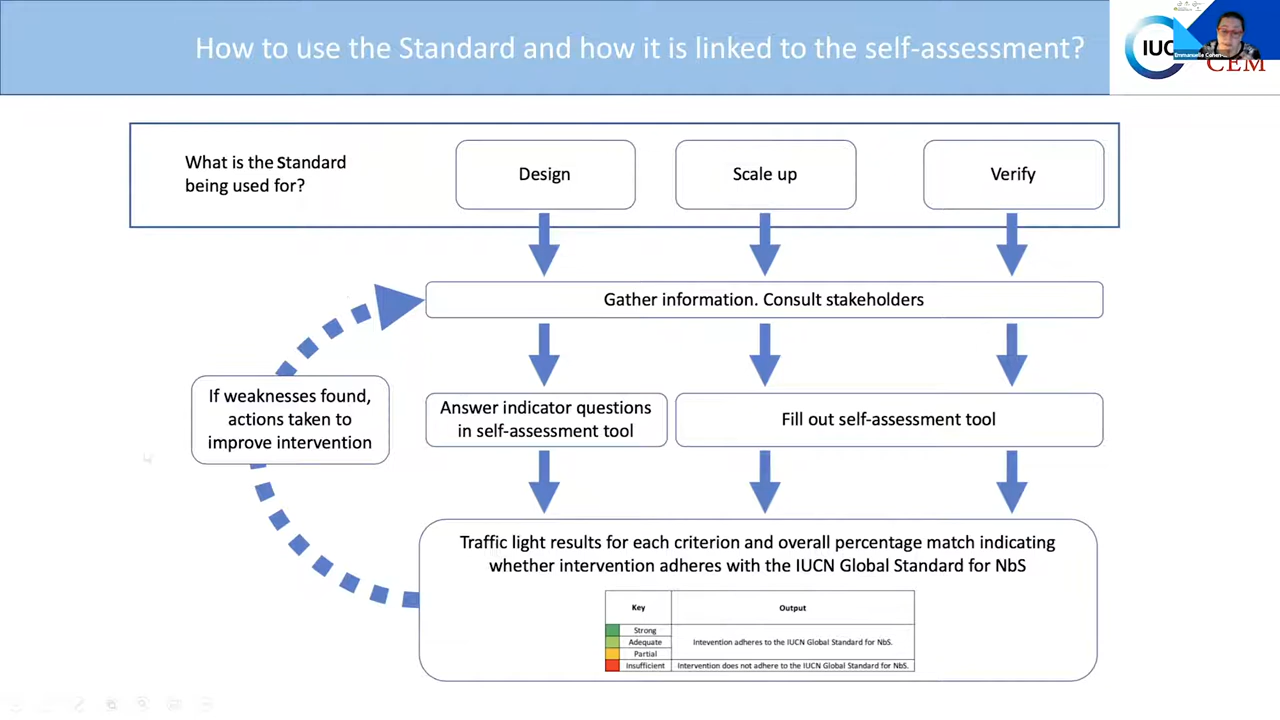 How to use the Standard and how it is linked to the self-assessment?
IUC
CEM
Emmanuelle Cohen
What is the Standard
being used for?
Design
Scale up
Verify
Gather information. Consult stakeholders
If weaknesses found,
actions taken to
improve intervention
Answer indicator questions
in self-assessment tool
Fill out self-assessment tool
Traffic light results for each criterion and overall percentage match indicating
whether intervention adheres with the IUCN Global Standard for NbS
Key
Output
Strong
Adequate
Partial
Intevention adheres to the IUCN Global Standard for NbS.
Insufficient
Intervention does not adhere to the IUCN Global Standard for NbS.